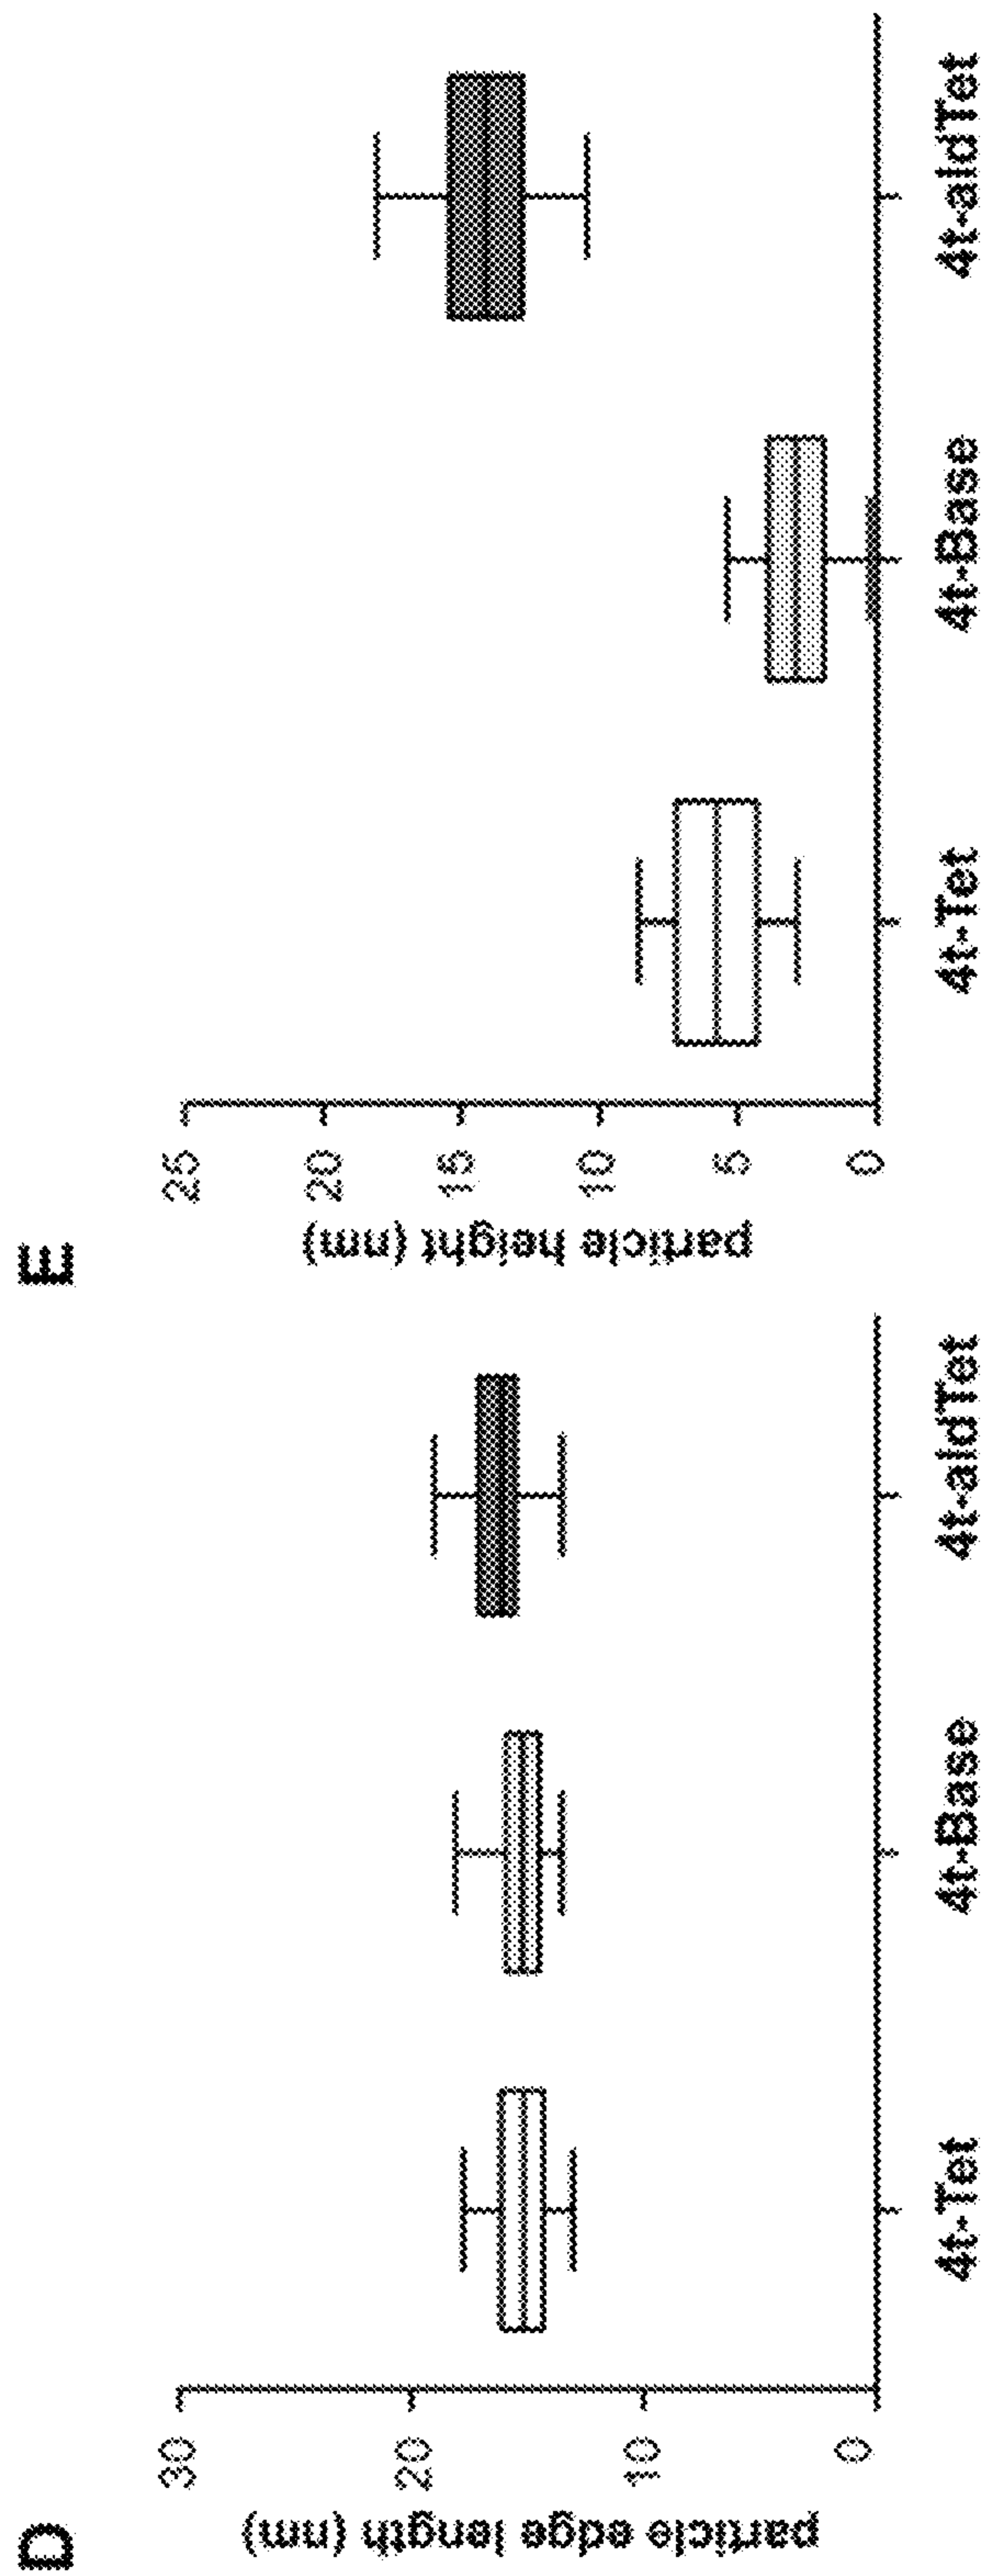 D
particle edge length (nm)
30
20
10
0
4t-Tet
4t-Base
4t-aldTet
E
particle height (nm)
25
20
15
10
5
0
4t-Tet
4t-Base
4t-aldTet